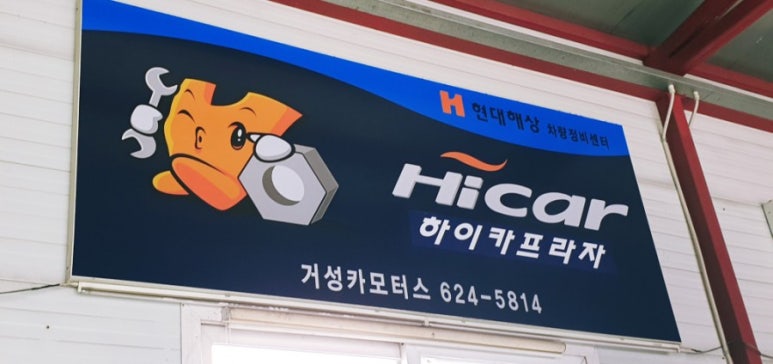 H 현대해상 차량정비센터
Hicar
하이카프라자
거성카모터스 624-5814